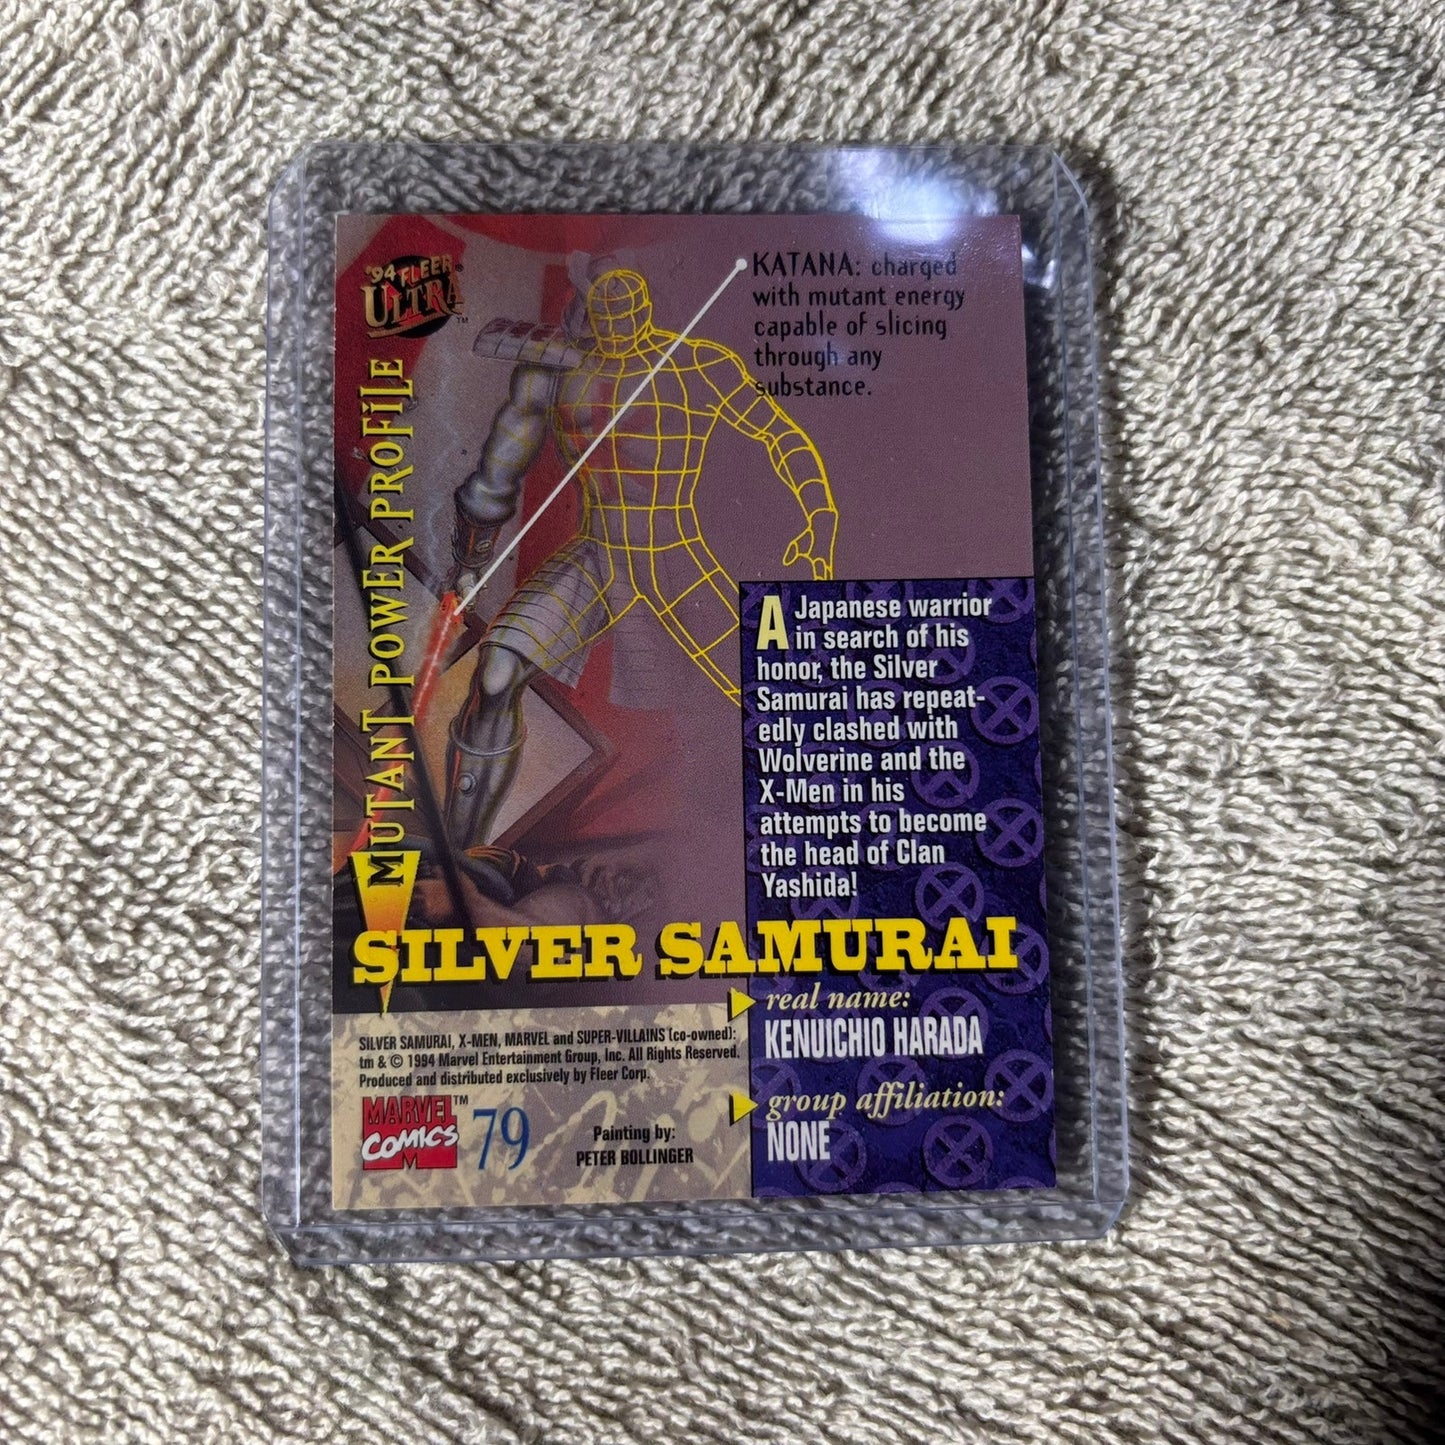 '94 FLEER
ULTRA®
™
MUTANT POWER PROFiLE
KATANA: charged
with mutant energy
capable of slicing
through any
substance.
A Japanese warrior
in search of his
honor, the Silver
Samurai has repeat-
edly clashed with
Wolverine and the
X-Men in his
attempts to become
the head of Clan
Yashida!
SILVER SAMURAI
real name:
KENUICHIO HARADA
group affiliation:
NONE
SILVER SAMURAI, X-MEN, MARVEL and SUPER-VILLAINS (co-owned):
tm & © 1994 Marvel Entertainment Group, Inc. All Rights Reserved.
Produced and distributed exclusively by Fleer Corp.
MARVEL™
COMICS
M
79
Painting by:
PETER BOLLINGER